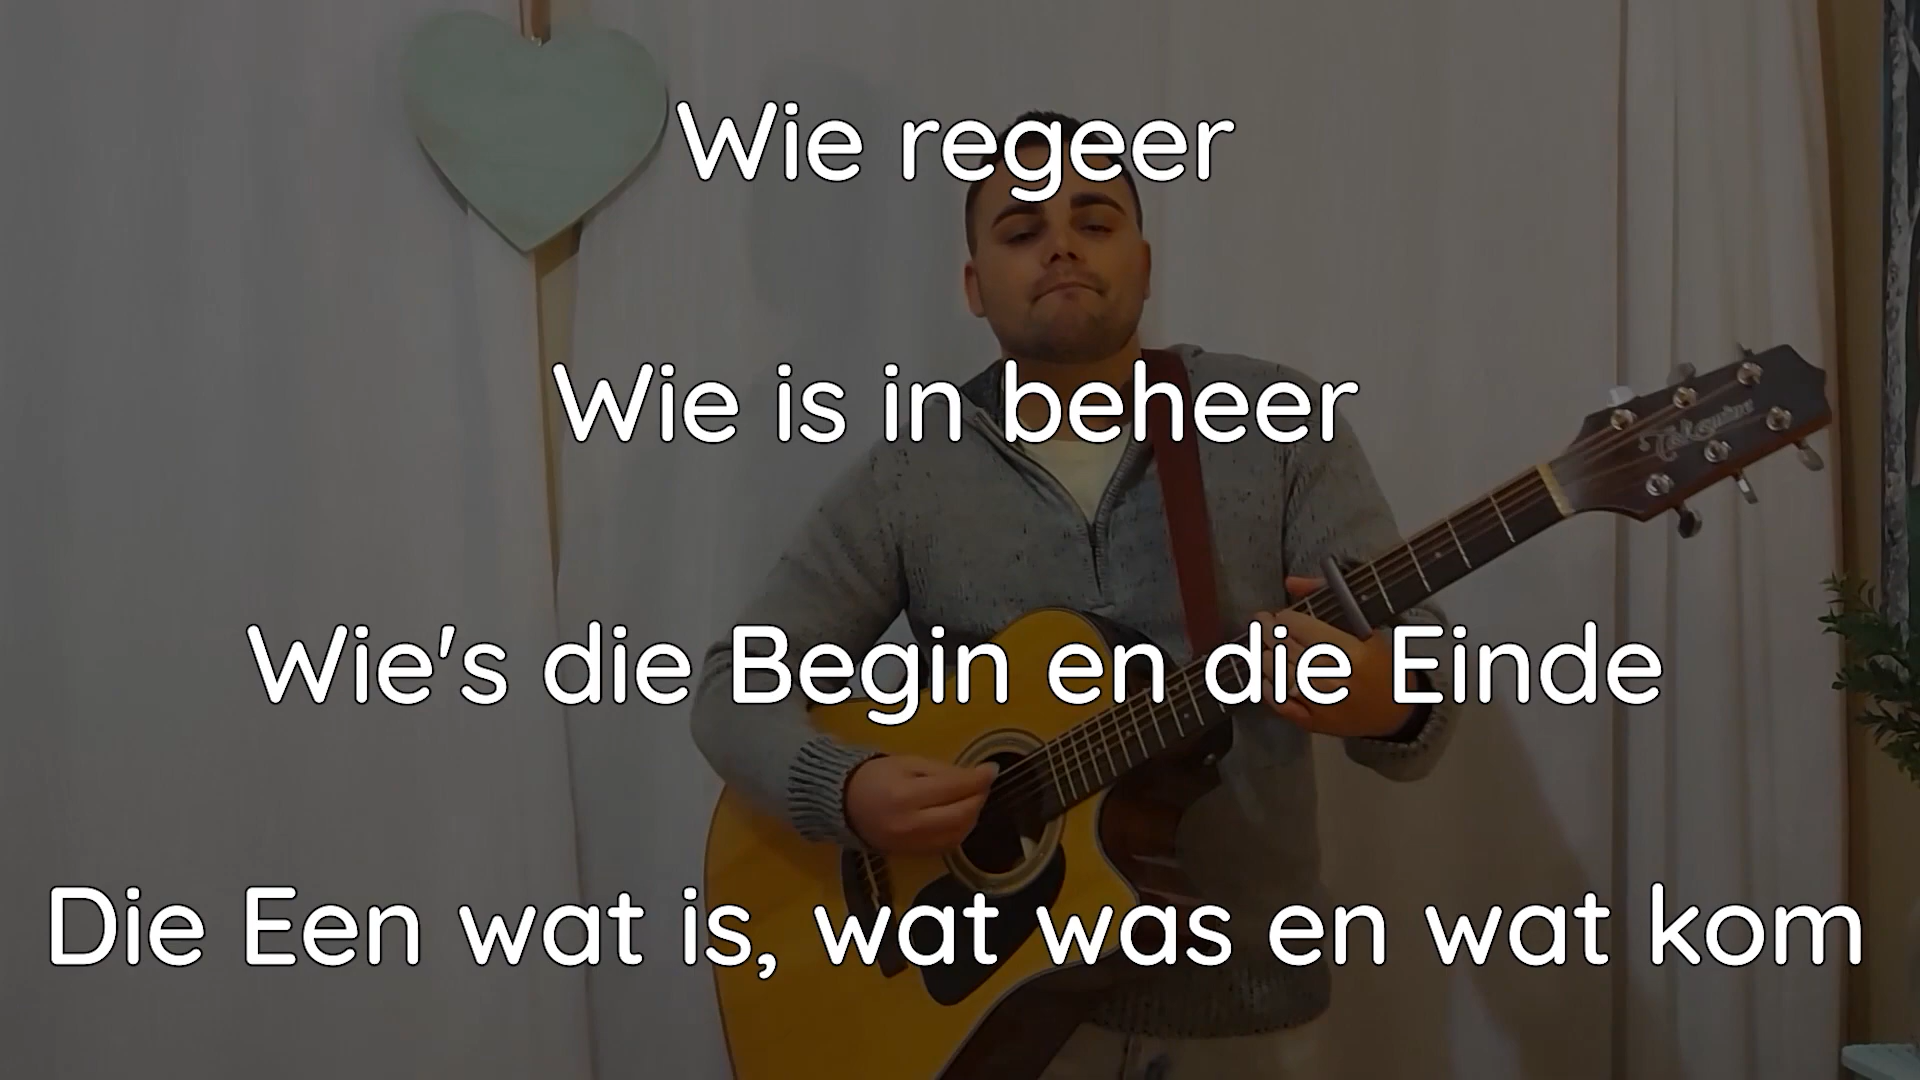 Wie regeer
Wie is in beheer
Takamine
Wie's die Begin en die Einde
Die Een wat is, wat was en wat kom